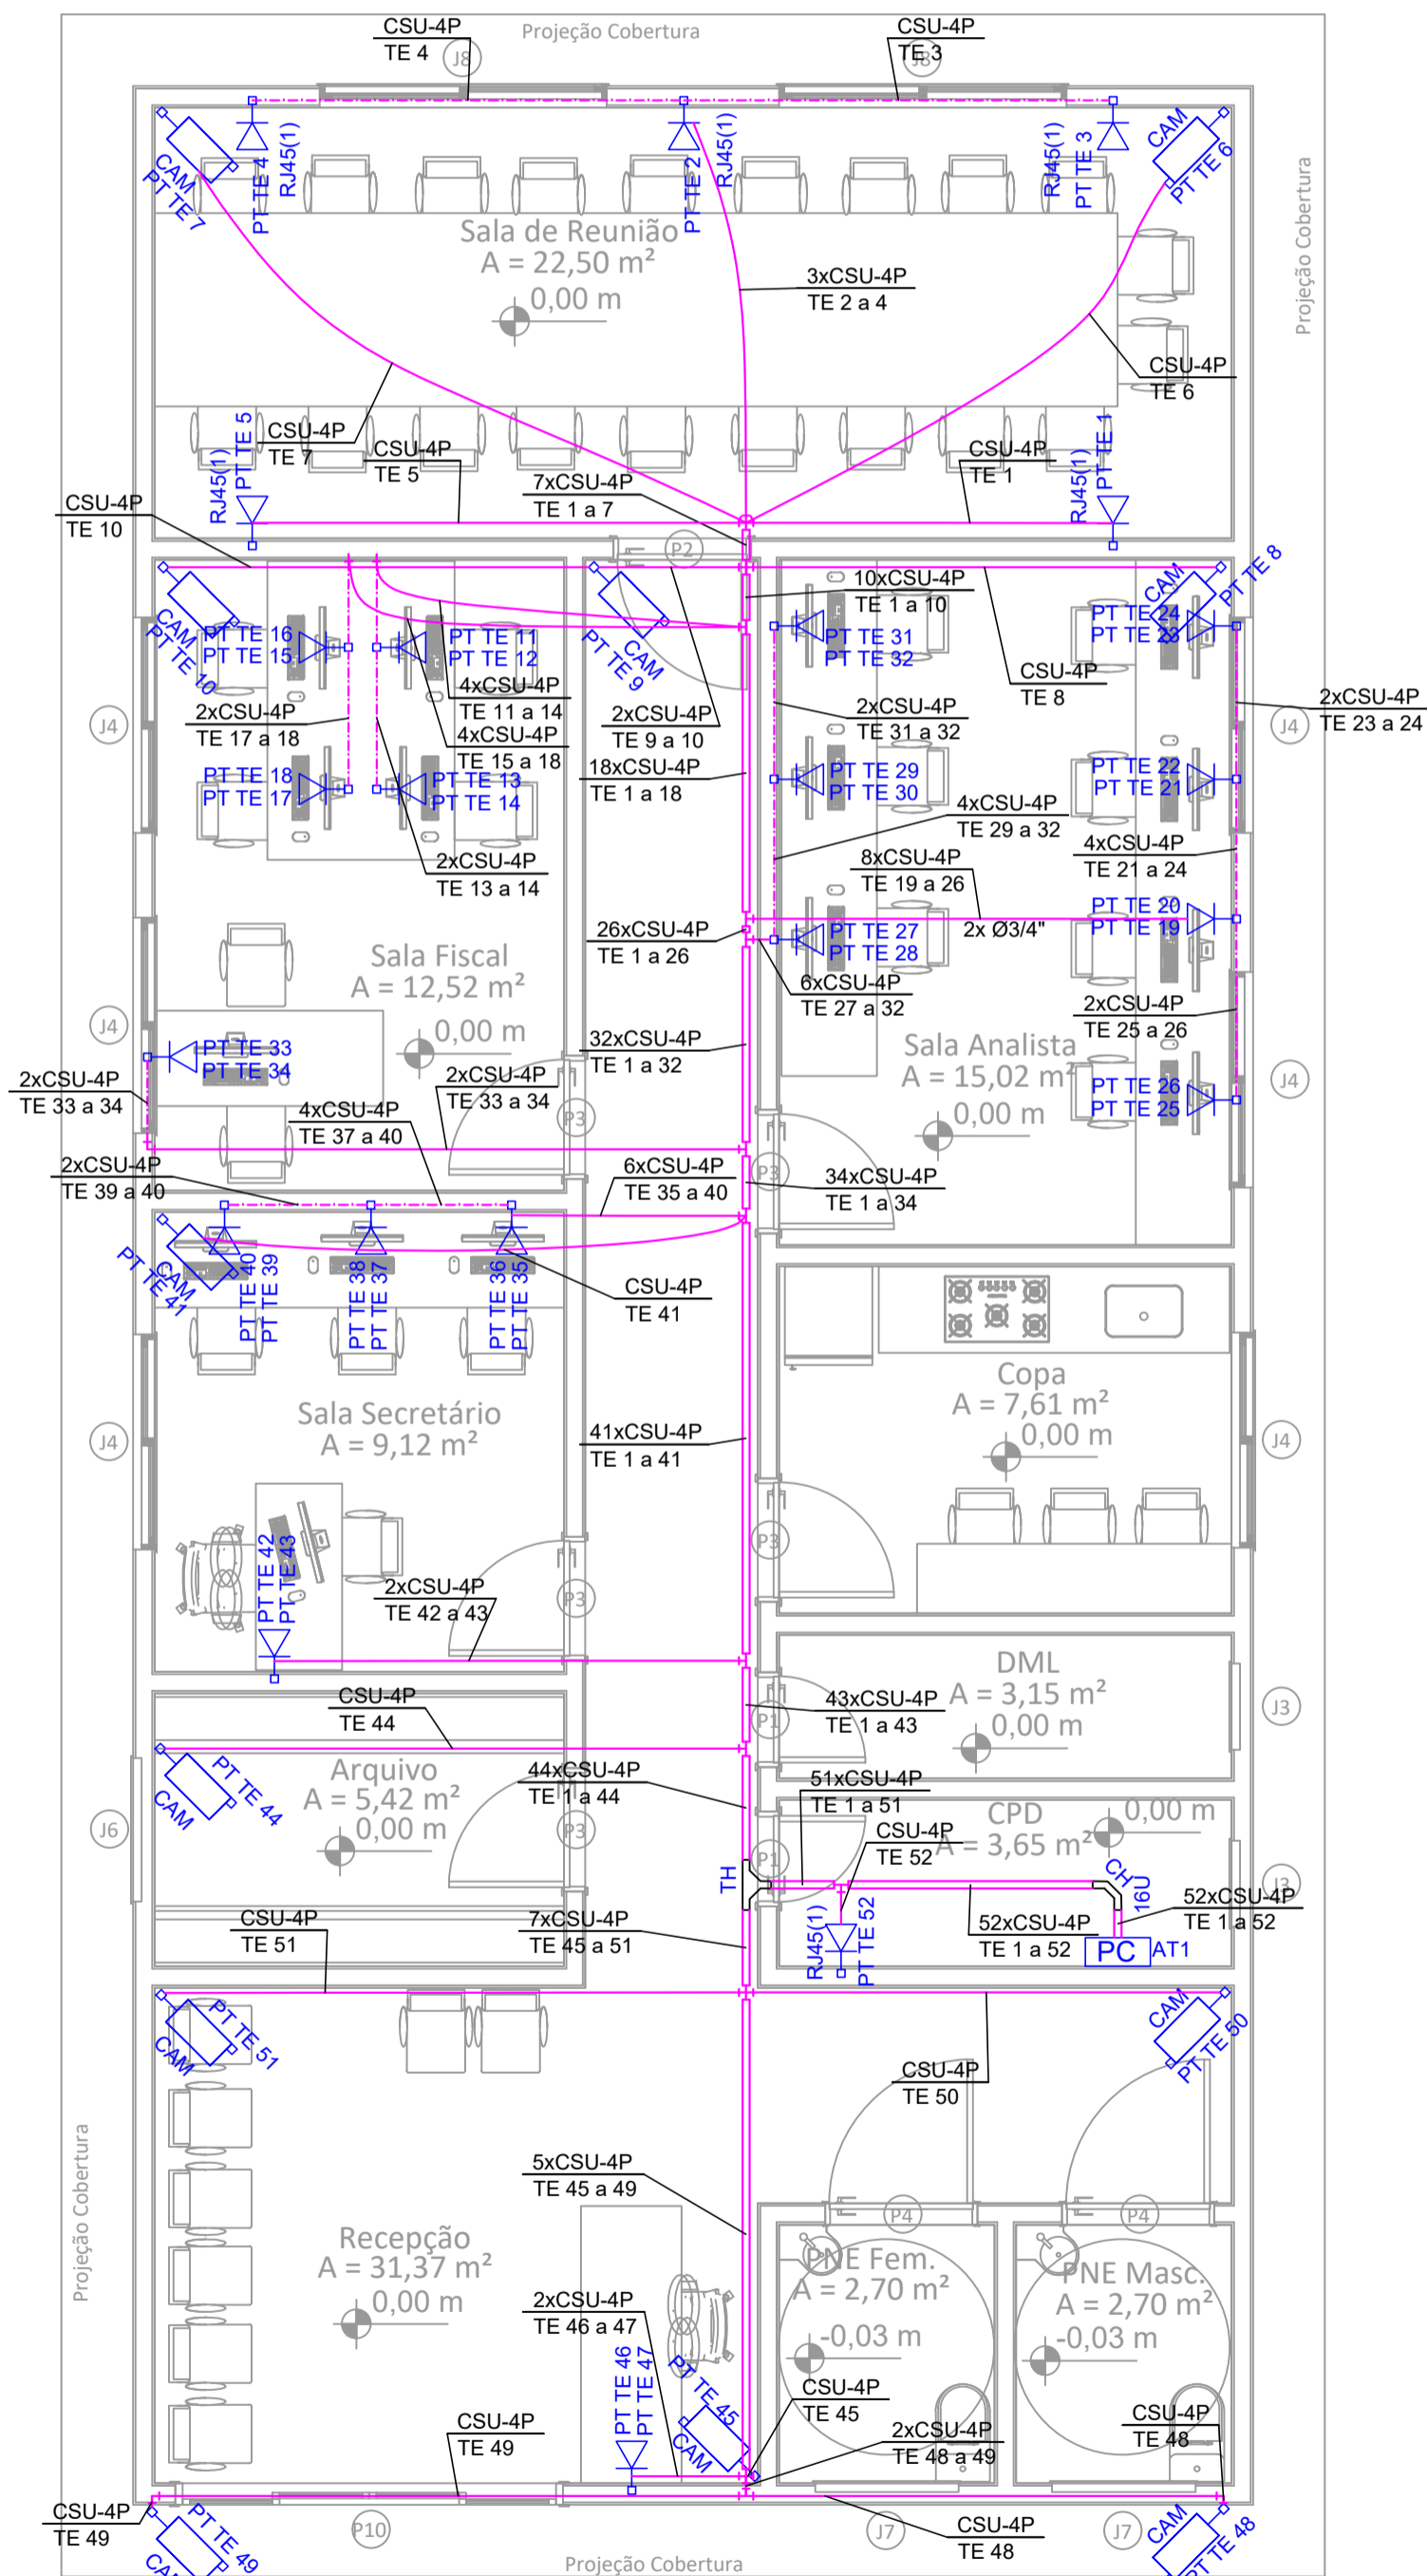 CSU-4P
TE 4
Projeção Cobertura
CSU-4P
TE 3
J8
J8
CAM
PT TE 7
PT TE 4
RJ45(1)
PT TE 2
RJ45(1)
RJ45(1)
PT TE 3
CAM
PT TE 6
Projeção Cobertura
Sala de Reunião
A = 22,50 m²
0,00 m
3xCSU-4P
TE 2 a 4
CSU-4P
TE 6
CSU-4P
TE 7
RJ45(1)
PT TE 5
CSU-4P
TE 5
CSU-4P
TE 1
RJ45(1)
PT TE 1
7xCSU-4P
TE 1 a 7
CSU-4P
TE 10
P2
10xCSU-4P
TE 1 a 10
CAM
PT TE 8
CAM
PT TE 10
CAM
PT TE 9
PT TE 16
PT TE 15
PT TE 11
PT TE 12
PT TE 31
PT TE 32
PT TE 24
PT TE 23
4xCSU-4P
TE 11 a 14
CSU-4P
TE 8
2xCSU-4P
TE 17 a 18
4xCSU-4P
TE 15 a 18
2xCSU-4P
TE 9 a 10
2xCSU-4P
TE 31 a 32
2xCSU-4P
TE 23 a 24
J4
J4
PT TE 18
PT TE 17
PT TE 13
PT TE 14
18xCSU-4P
TE 1 a 18
PT TE 29
PT TE 30
PT TE 22
PT TE 21
4xCSU-4P
TE 29 a 32
2xCSU-4P
TE 13 a 14
8xCSU-4P
TE 19 a 26
2x Ø3/4"
4xCSU-4P
TE 21 a 24
PT TE 20
PT TE 19
26xCSU-4P
TE 1 a 26
PT TE 27
PT TE 28
6xCSU-4P
TE 27 a 32
Sala Fiscal
A = 12,52 m²
0,00 m
2xCSU-4P
TE 25 a 26
J4
32xCSU-4P
TE 1 a 32
Sala Analista
A = 15,02 m²
0,00 m
PT TE 33
PT TE 34
J4
PT TE 26
PT TE 25
2xCSU-4P
TE 33 a 34
2xCSU-4P
TE 33 a 34
4xCSU-4P
TE 37 a 40
P3
P3
2xCSU-4P
TE 39 a 40
6xCSU-4P
TE 35 a 40
34xCSU-4P
TE 1 a 34
CAM
PT TE 41
PT TE 40
PT TE 39
PT TE 38
PT TE 37
PT TE 36
PT TE 35
CSU-4P
TE 41
Copa
A = 7,61 m²
0,00 m
Sala Secretário
A = 9,12 m²
41xCSU-4P
TE 1 a 41
J4
J4
PT TE 42
PT TE 43
2xCSU-4P
TE 42 a 43
P3
P3
DML
A = 3,15 m²
0,00 m
CSU-4P
TE 44
43xCSU-4P
TE 1 a 43
P1
J3
CAM
PT TE 44
Arquivo
A = 5,42 m²
0,00 m
44xCSU-4P
TE 1 a 44
51xCSU-4P
TE 1 a 51
CPD
A = 3,65 m²
0,00 m
J6
P3
P1
CSU-4P
TE 52
TH
CH
16U
J3
CSU-4P
TE 51
7xCSU-4P
TE 45 a 51
RJ45(1)
PT TE 52
52xCSU-4P
TE 1 a 52
52xCSU-4P
TE 1 a 52
PC
AT1
CAM
PT TE 51
CAM
PT TE 50
CSU-4P
TE 50
Projeção Cobertura
5xCSU-4P
TE 45 a 49
P4
P4
Recepção
A = 31,37 m²
0,00 m
PNE Fem.
A = 2,70 m²
-0,03 m
PNE Masc.
A = 2,70 m²
-0,03 m
2xCSU-4P
TE 46 a 47
PT TE 46
PT TE 47
PT TE 45
CAM
CSU-4P
TE 45
2xCSU-4P
TE 48 a 49
CSU-4P
TE 48
CSU-4P
TE 49
CSU-4P
TE 49
PT TE 49
CAM
P10
J7
CSU-4P
TE 48
J7
CAM
PT TE 48
Projeção Cobertura